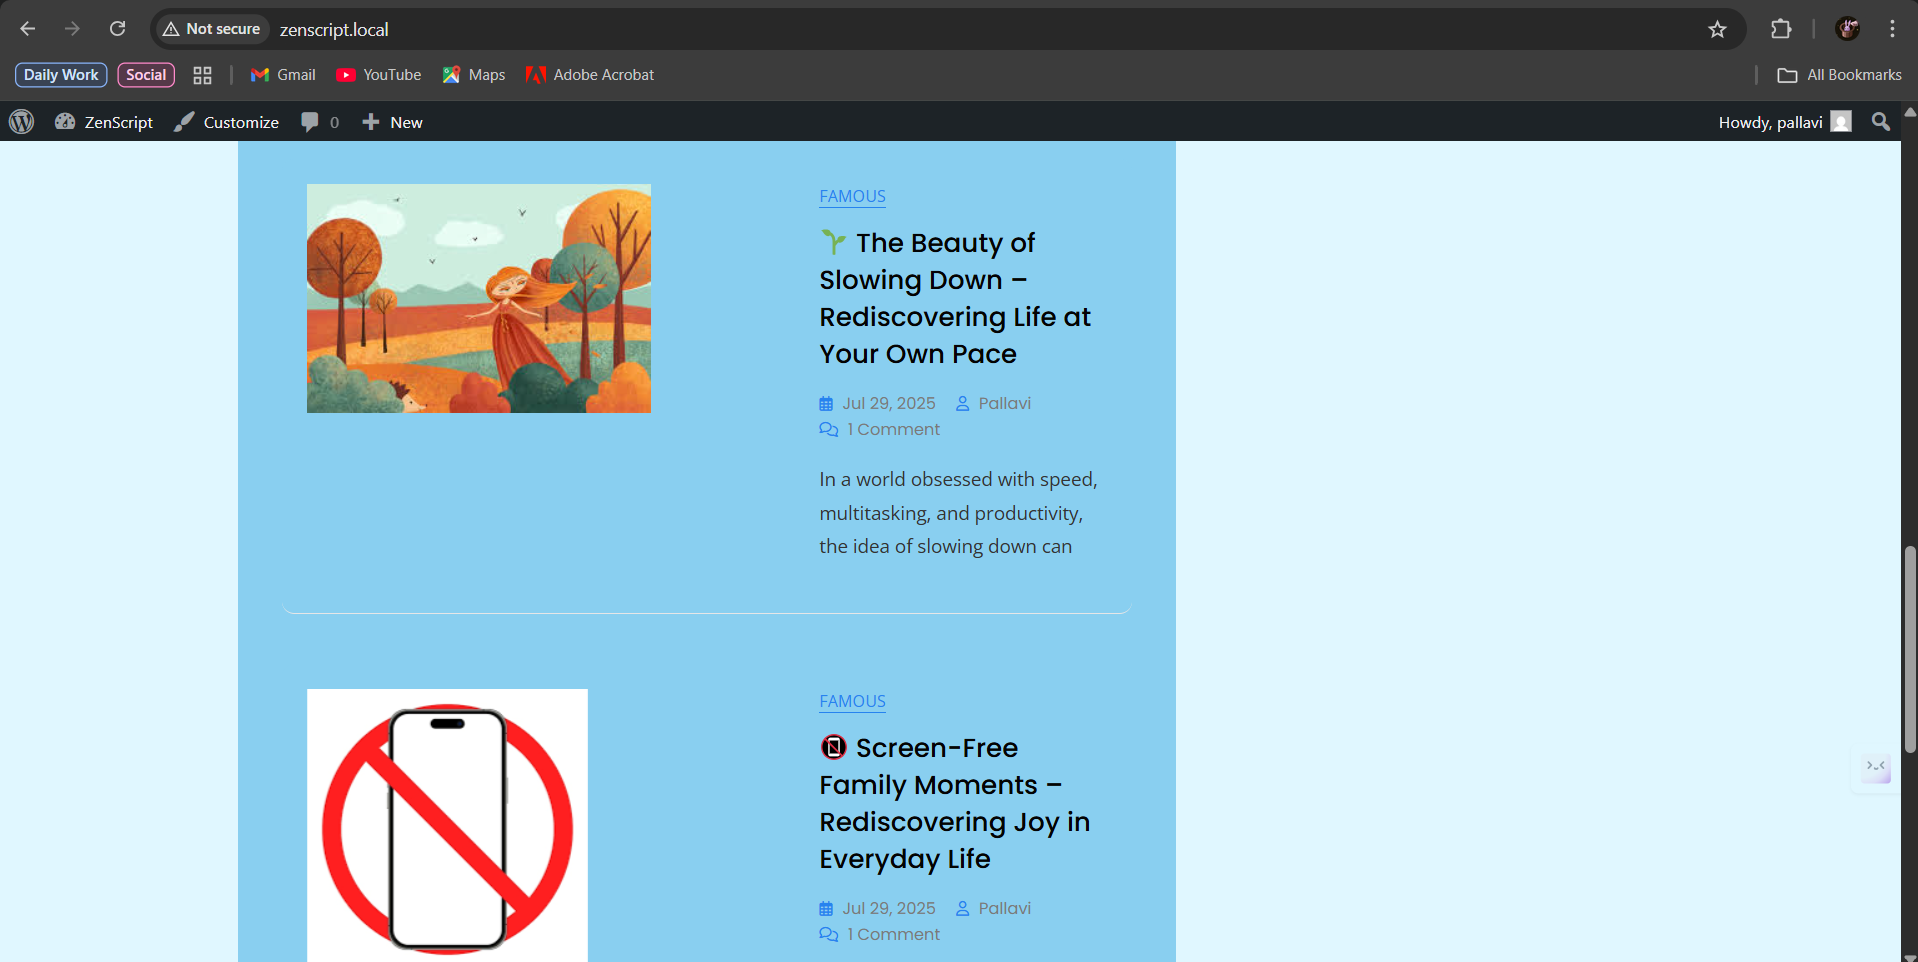 Not secure zenscript.local
Daily Work Social Gmail YouTube Maps Adobe Acrobat All Bookmarks
ZenScript Customize 0 New Howdy, pallavi
FAMOUS
The Beauty of
Slowing Down –
Rediscovering Life at
Your Own Pace
Jul 29, 2025 Pallavi
1 Comment
In a world obsessed with speed,
multitasking, and productivity,
the idea of slowing down can
FAMOUS
Screen-Free
Family Moments –
Rediscovering Joy in
Everyday Life
Jul 29, 2025 Pallavi
1 Comment